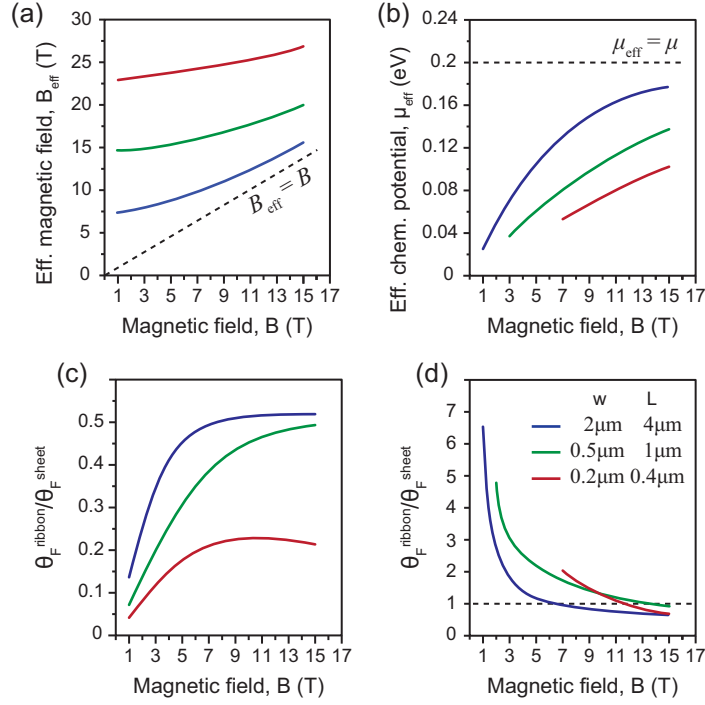 (a)
Eff. magnetic field, B_eff (T)
35
30
25
20
15
10
5
0
B_eff = B
1 3 5 7 9 11 13 15 17
Magnetic field, B (T)
(b)
Eff. chem. potential, μ_eff (eV)
0.24
0.2
0.16
0.12
0.08
0.04
0
μ_eff = μ
1 3 5 7 9 11 13 15 17
Magnetic field, B (T)
(c)
θ_F^ribbon/θ_F^sheet
0.5
0.4
0.3
0.2
0.1
0
1 3 5 7 9 11 13 15 17
Magnetic field, B (T)
(d)
θ_F^ribbon/θ_F^sheet
7
6
5
4
3
2
1
0
w L
2μm 4μm
0.5μm 1μm
0.2μm 0.4μm
1 3 5 7 9 11 13 15 17
Magnetic field, B (T)